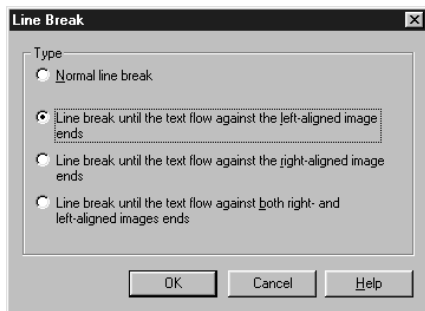 Line Break
Type
Normal line break
Line break until the text flow against the left-aligned image
ends
Line break until the text flow against the right-aligned image
ends
Line break until the text flow against both right- and
left-aligned images ends
OK
Cancel
Help